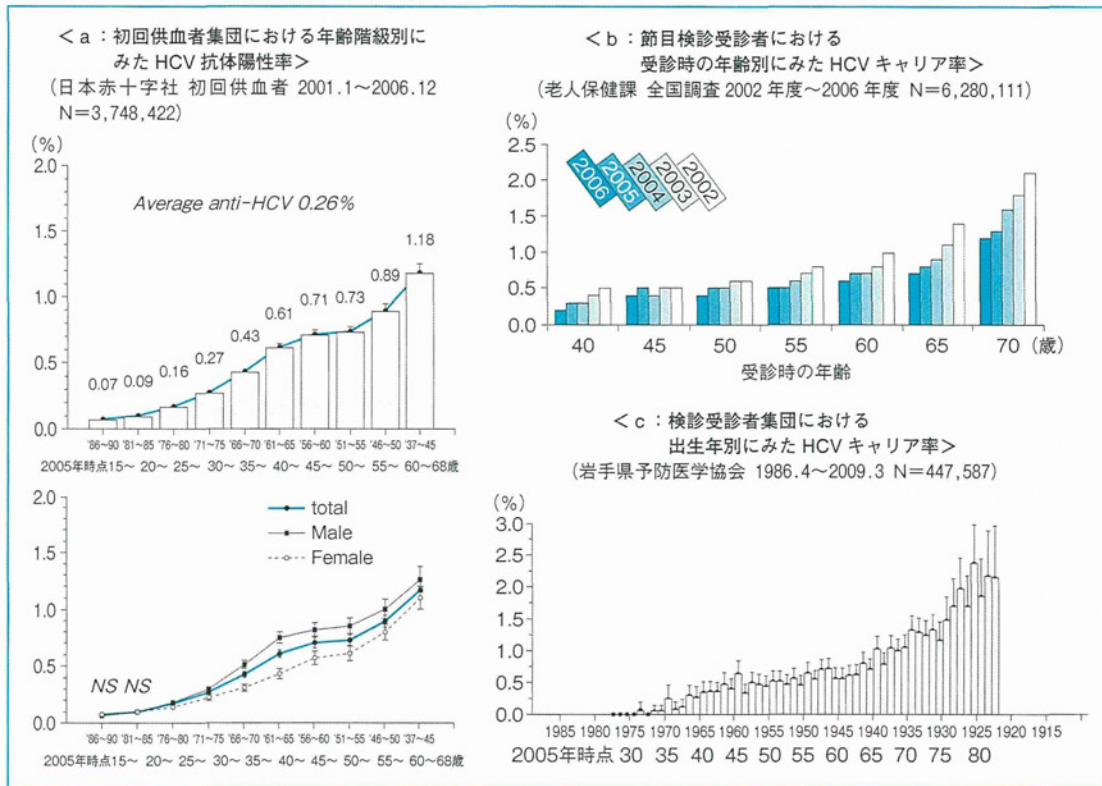 ＜a：初回供血者集団における年齢階級別に
みた HCV 抗体陽性率＞
（日本赤十字社 初回供血者 2001.1～2006.12
N＝3,748,422）
(%)
2.0
1.5
1.0
0.5
0.0
Average anti-HCV 0.26%
0.07
0.09
0.16
0.27
0.43
0.61
0.71
0.73
0.89
1.18
'86～90 '81～85 '76～80 '71～75 '66～70 '61～65 '56～60 '51～55 '46～50 '37～45
2005年時点15～ 20～ 25～ 30～ 35～ 40～ 45～ 50～ 55～ 60～68歳
2.0
1.5
1.0
0.5
0.0
total
Male
Female
NS NS
'86～90 '81～85 '76～80 '71～75 '66～70 '61～65 '56～60 '51～55 '46～50 '37～45
2005年時点15～ 20～ 25～ 30～ 35～ 40～ 45～ 50～ 55～ 60～68歳
＜b：節目検診受診者における
受診時の年齢別にみた HCV キャリア率＞
（老人保健課 全国調査 2002 年度～2006 年度 N＝6,280,111）
(%)
2.5
2.0
1.5
1.0
0.5
0.0
2006
2005
2004
2003
2002
40 45 50 55 60 65 70（歳）
受診時の年齢
＜c：検診受診者集団における
出生年別にみた HCV キャリア率＞
（岩手県予防医学協会 1986.4～2009.3 N＝447,587）
(%)
3.0
2.5
2.0
1.5
1.0
0.5
0.0
1985 1980 1975 1970 1965 1960 1955 1950 1945 1940 1935 1930 1925 1920 1915
2005年時点 30 35 40 45 50 55 60 65 70 75 80